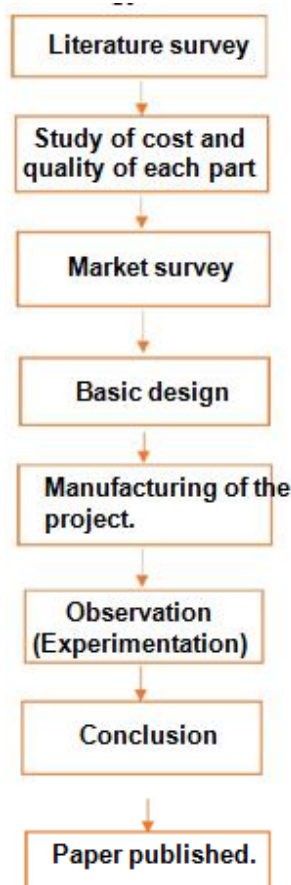 Literature survey
Study of cost and
quality of each part
Market survey
Basic design
Manufacturing of the
project.
Observation
(Experimentation)
Conclusion
Paper published.